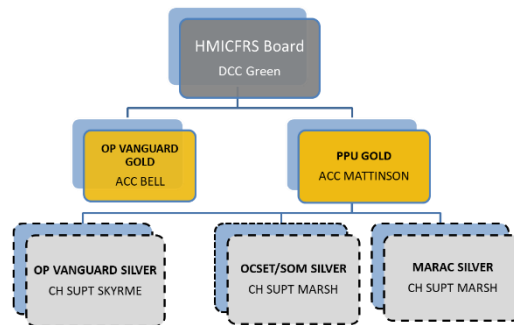 HMICFRS Board
DCC Green
OP VANGUARD
GOLD
ACC BELL
PPU GOLD
ACC MATTINSON
OP VANGUARD SILVER
CH SUPT SKYRME
OCSET/SOM SILVER
CH SUPT MARSH
MARAC SILVER
CH SUPT MARSH